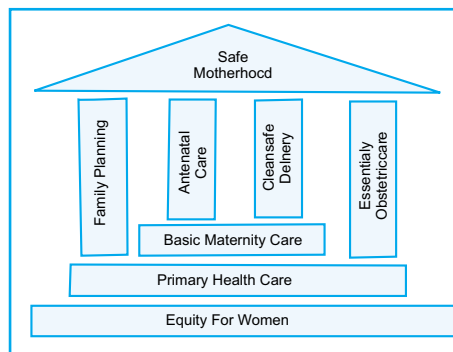 Safe
Motherhocd
Family Planning
Antenatal
Care
Cleansafe
Delnery
Essentialy
Obstetriccare
Basic Maternity Care
Primary Health Care
Equity For Women